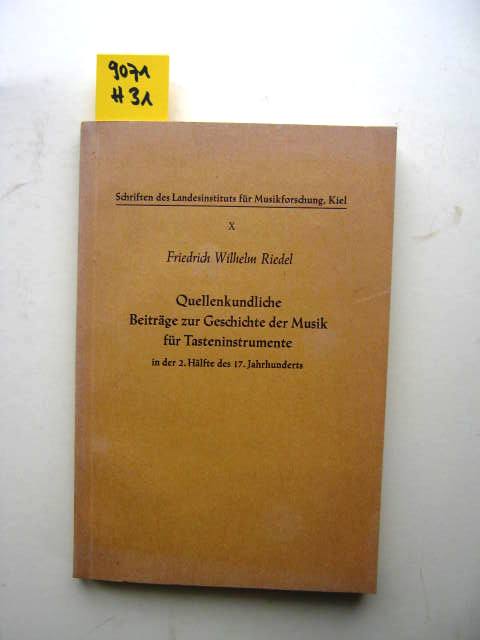 9071
H 31
Schriften des Landesinstituts für Musikforschung, Kiel
X
Friedrich Wilhelm Riedel
Quellenkundliche
Beiträge zur Geschichte der Musik
für Tasteninstrumente
in der 2. Hälfte des 17. Jahrhunderts